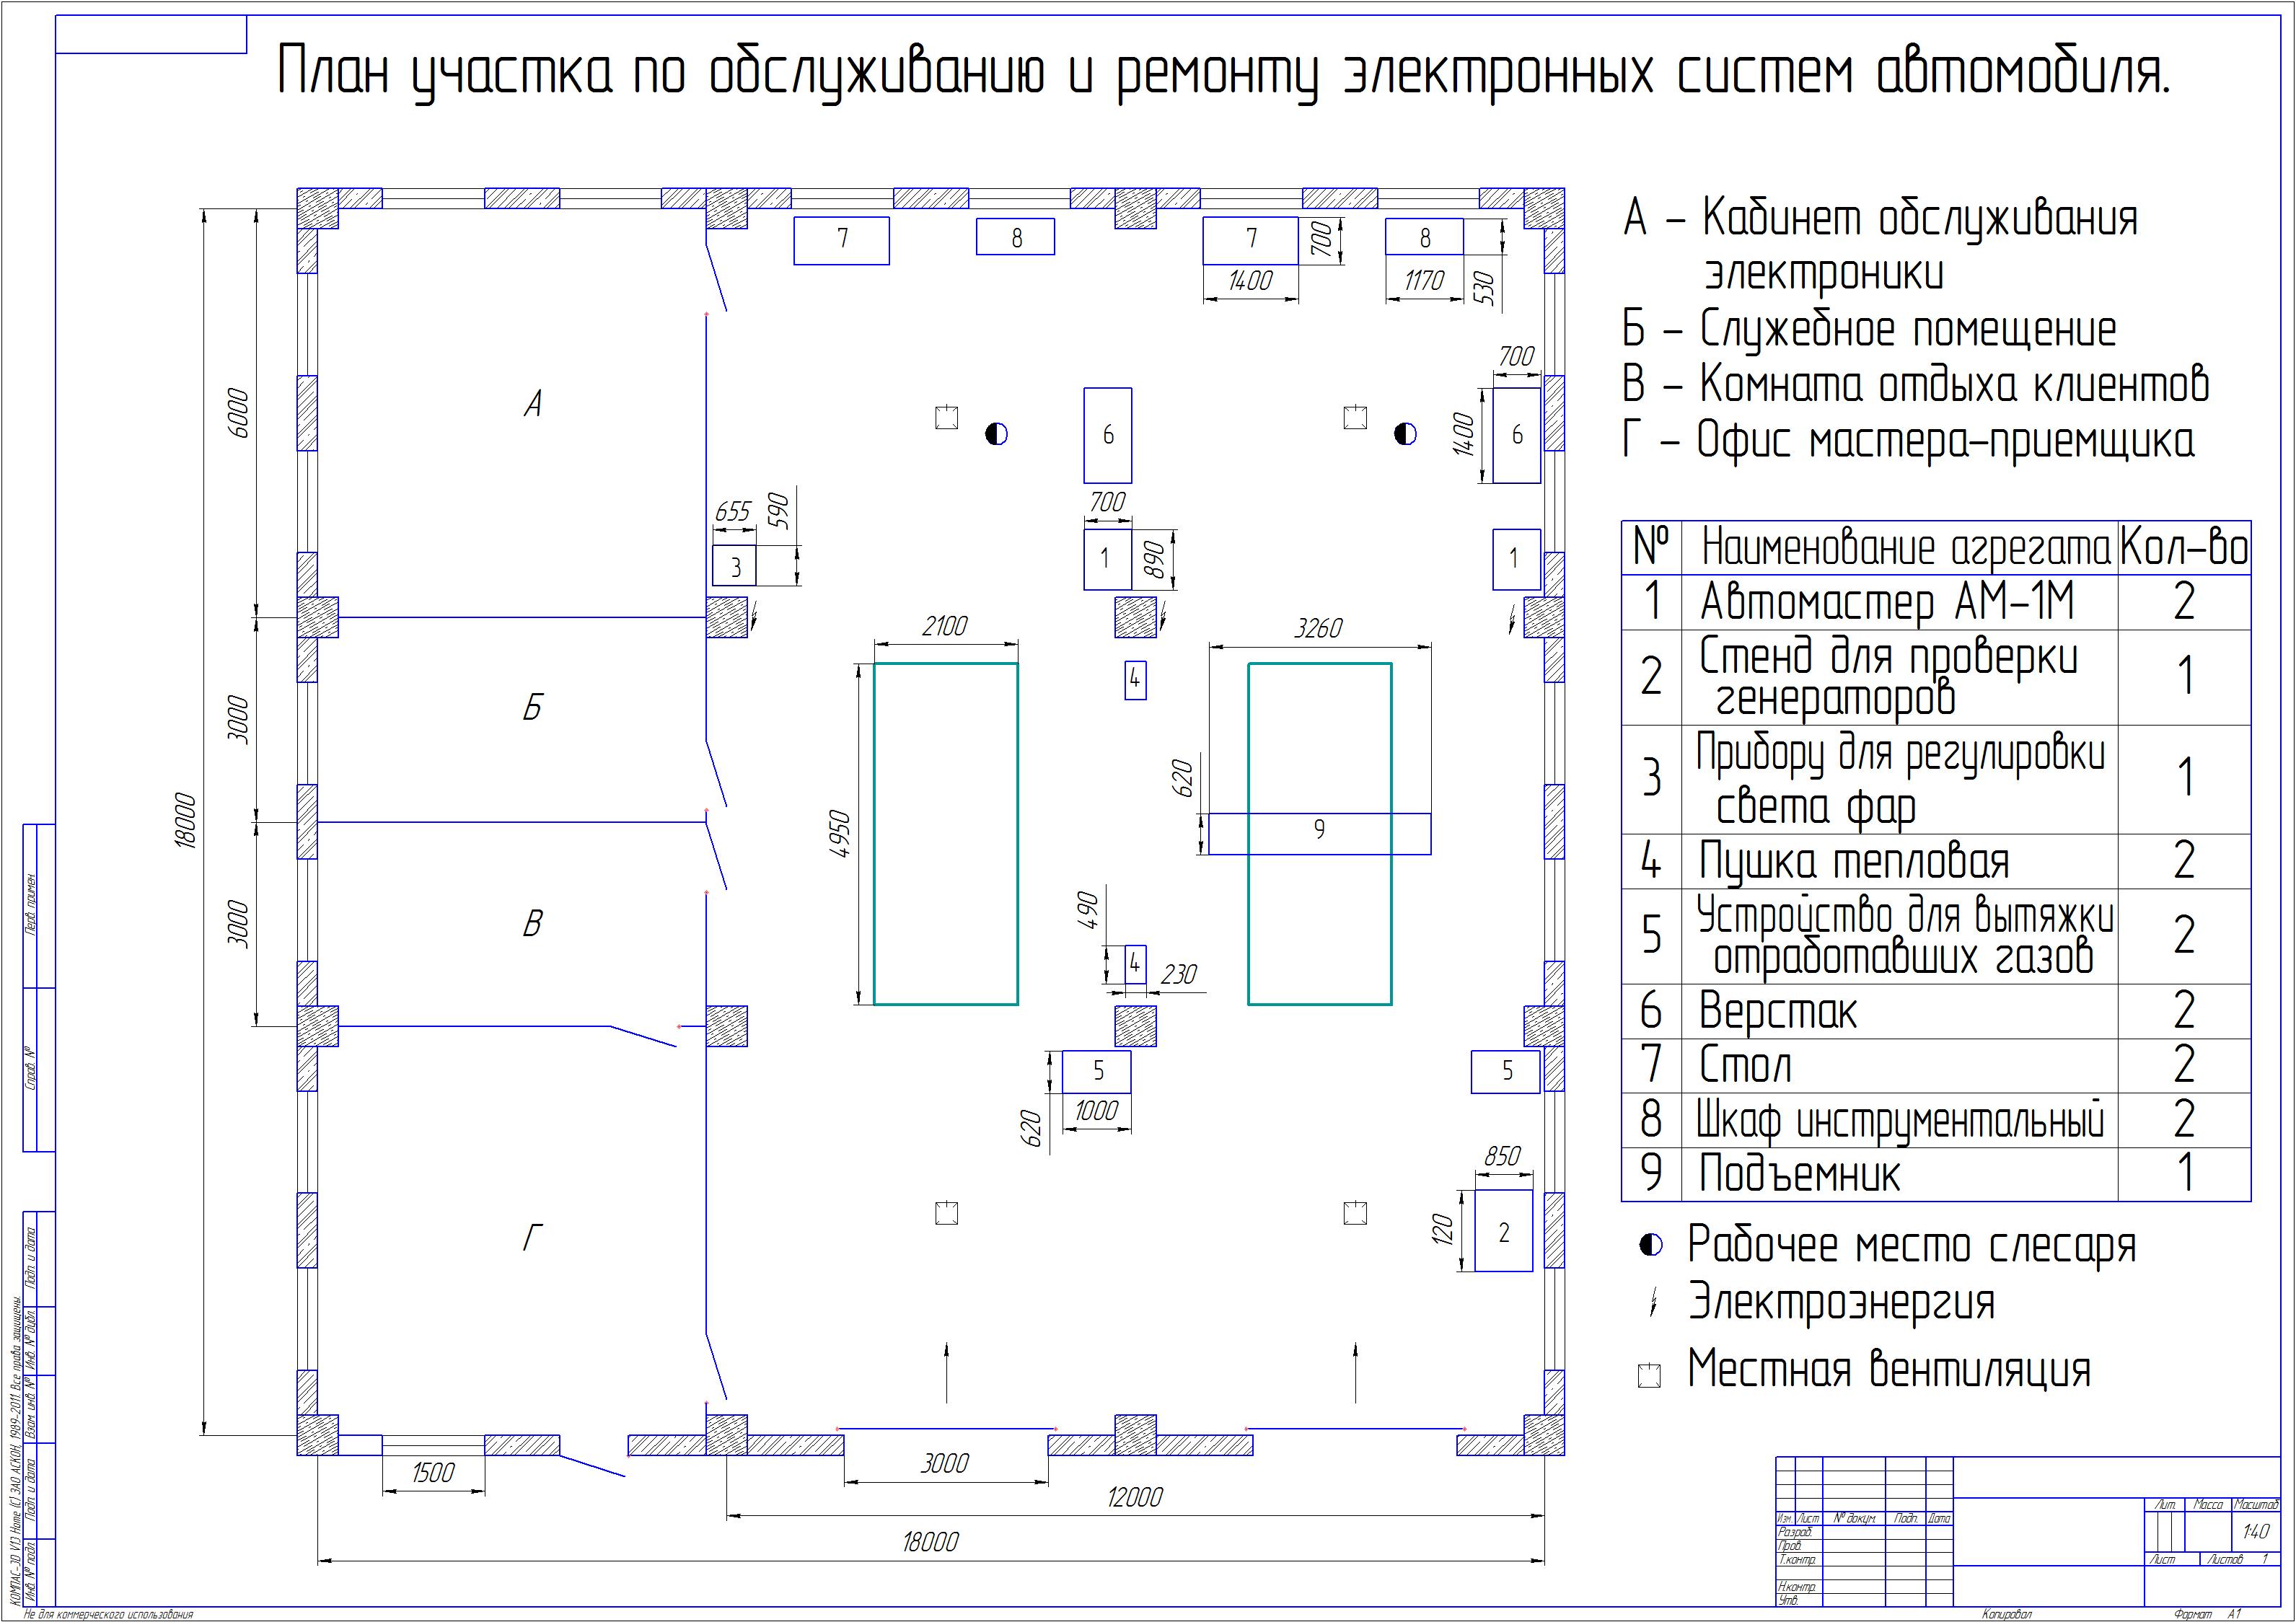 План участка по обслуживанию и ремонту электронных систем автомобиля.
А – Кабинет обслуживания
электроники
Б – Служебное помещение
В – Комната отдыха клиентов
Г – Офис мастера-приемщика
№ Наименование агрегата Кол-во
1 Автомастер АМ-1М 2
2 Стенд для проверки
генераторов 1
3 Прибору для регулировки
света фар 1
4 Пушка тепловая 2
5 Устройство для вытяжки
отработавших газов 2
6 Верстак 2
7 Стол 2
8 Шкаф инструментальный 2
9 Подъемник 1
Рабочее место слесаря
Электроэнергия
Местная вентиляция
7 8 7 700 8
1400 1170 530
700
6000 А 6 1400 6
655 590 700
3 1 890 1
2100 3260
4
3000 Б
620
18000 4950 9
3000 В 490
4 230
5 5
620 1000
850
Г 120 2
1500 3000
12000
18000
Перв. примен.
Справ. №
Подп. и дата
Инв. № дубл.
Взам. инв. №
Подп. и дата
Инв. № подл.
КОМПАС-3D V13 Home (С) ЗАО АСКОН, 1989-2011. Все права защищены.
Не для коммерческого использования
Лит. Масса Масштаб
Изм. Лист № докум. Подп. Дата
Разраб. 1:40
Пров.
Т.контр. Лист Листов 1
Н.контр.
Утв.
Копировал Формат А1